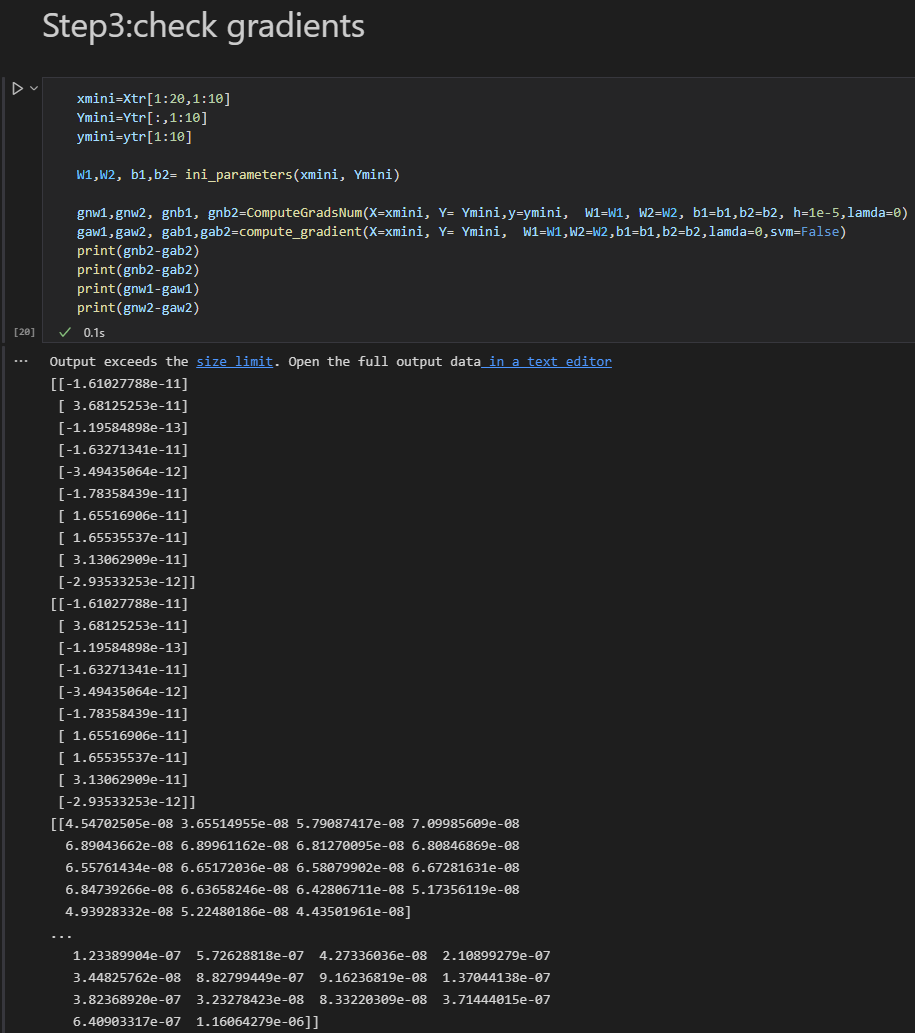 Step3:check gradients
xmini=Xtr[1:20,1:10]
Ymini=Ytr[:,1:10]
ymini=ytr[1:10]
W1,W2, b1,b2= ini_parameters(xmini, Ymini)
gnw1,gnw2, gnb1, gnb2=ComputeGradsNum(X=xmini, Y= Ymini,y=ymini,  W1=W1, W2=W2, b1=b1,b2=b2, h=1e-5,lamda=0)
gaw1,gaw2, gab1,gab2=compute_gradient(X=xmini, Y= Ymini,  W1=W1,W2=W2,b1=b1,b2=b2,lamda=0,svm=False)
print(gnb2-gab2)
print(gnb2-gab2)
print(gnw1-gaw1)
print(gnw2-gaw2)
[20] ✓ 0.1s
... Output exceeds the size limit. Open the full output data in a text editor
[[-1.61027788e-11]
[ 3.68125253e-11]
[-1.19584898e-13]
[-1.63271341e-11]
[-3.49435064e-12]
[-1.78358439e-11]
[ 1.65516906e-11]
[ 1.65535537e-11]
[ 3.13062909e-11]
[-2.93533253e-12]]
[[-1.61027788e-11]
[ 3.68125253e-11]
[-1.19584898e-13]
[-1.63271341e-11]
[-3.49435064e-12]
[-1.78358439e-11]
[ 1.65516906e-11]
[ 1.65535537e-11]
[ 3.13062909e-11]
[-2.93533253e-12]]
[[4.54702505e-08 3.65514955e-08 5.79087417e-08 7.09985609e-08
6.89043662e-08 6.89961162e-08 6.81270095e-08 6.80846869e-08
6.55761434e-08 6.65172036e-08 6.58079902e-08 6.67281631e-08
6.84739266e-08 6.63658246e-08 6.42806711e-08 5.17356119e-08
4.93928332e-08 5.22480186e-08 4.43501961e-08]
...
1.23389904e-07  5.72628818e-07  4.27336036e-08  2.10899279e-07
3.44825762e-08  8.82799449e-07  9.16236819e-08  1.37044138e-07
3.82368920e-07  3.23278423e-08  8.33220309e-08  3.71444015e-07
6.40903317e-07  1.16064279e-06]]